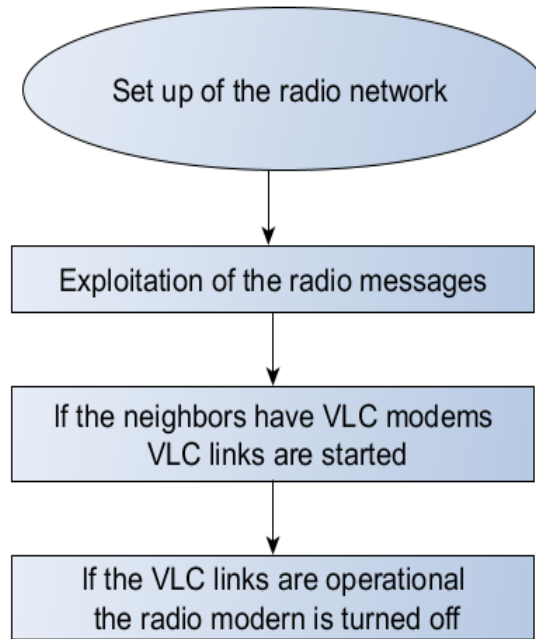 Set up of the radio network
Exploitation of the radio messages
If the neighbors have VLC modems
VLC links are started
If the VLC links are operational
the radio modern is turned off